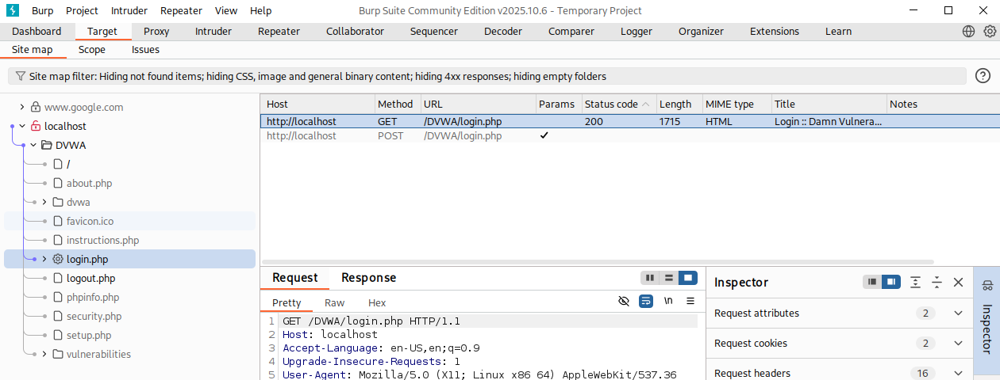 Burp Project Intruder Repeater View Help Burp Suite Community Edition v2025.10.6 - Temporary Project
Dashboard Target Proxy Intruder Repeater Collaborator Sequencer Decoder Comparer Logger Organizer Extensions Learn
Site map Scope Issues
Site map filter: Hiding not found items; hiding CSS, image and general binary content; hiding 4xx responses; hiding empty folders
www.google.com
localhost
DVWA
/
about.php
dvwa
favicon.ico
instructions.php
login.php
logout.php
phpinfo.php
security.php
setup.php
vulnerabilities
Host Method URL Params Status code Length MIME type Title Notes
http://localhost GET /DVWA/login.php 200 1715 HTML Login :: Damn Vulnera...
http://localhost POST /DVWA/login.php ✓
Request Response
Pretty Raw Hex \n
1 GET /DVWA/login.php HTTP/1.1
2 Host: localhost
3 Accept-Language: en-US,en;q=0.9
4 Upgrade-Insecure-Requests: 1
5 User-Agent: Mozilla/5.0 (X11; Linux x86_64) AppleWebKit/537.36
Inspector
Request attributes 2
Request cookies 2
Request headers 16
Inspector